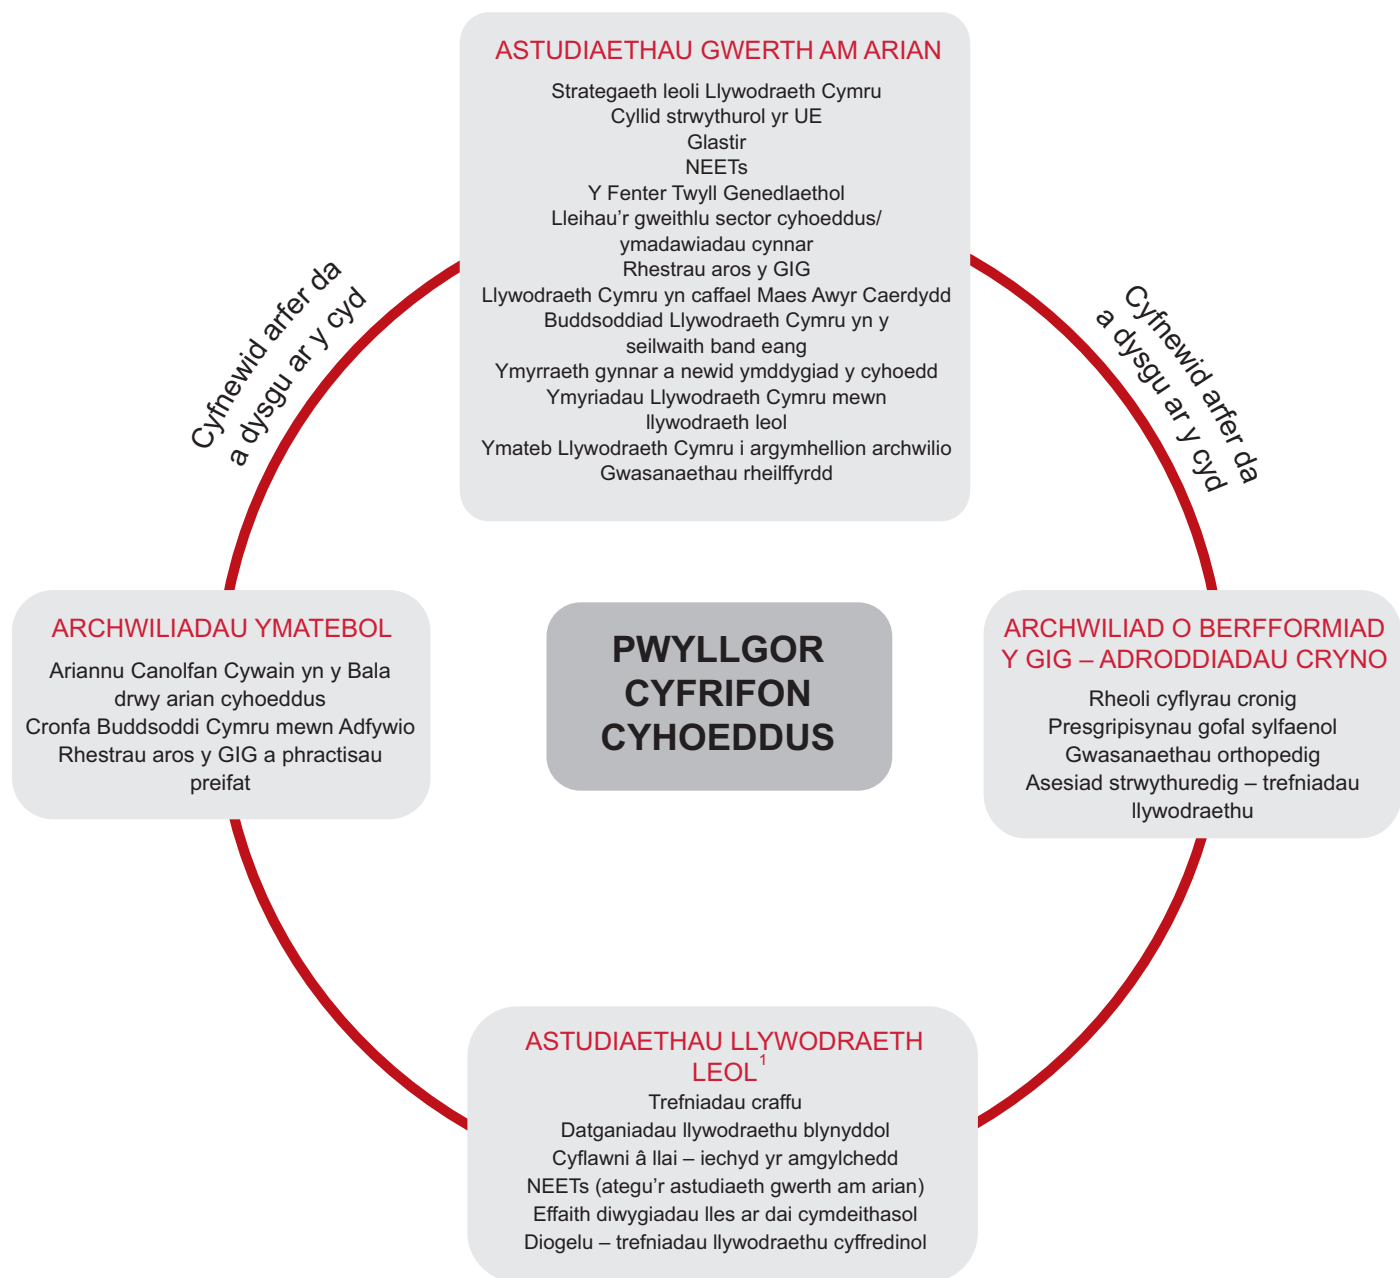 ASTUDIAETHAU GWERTH AM ARIAN
Strategaeth leoli Llywodraeth Cymru
Cyllid strwythurol yr UE
Glastir
NEETs
Y Fenter Twyll Genedlaethol
Lleihau’r gweithlu sector cyhoeddus/
ymadawiadau cynnar
Rhestrau aros y GIG
Llywodraeth Cymru yn caffael Maes Awyr Caerdydd
Buddsoddiad Llywodraeth Cymru yn y
seilwaith band eang
Ymyrraeth gynnar a newid ymddygiad y cyhoedd
Ymyriadau Llywodraeth Cymru mewn
llywodraeth leol
Ymateb Llywodraeth Cymru i argymhellion archwilio
Gwasanaethau rheilffyrdd
Cyfnewid arfer da
a dysgu ar y cyd
Cyfnewid arfer da
a dysgu ar y cyd
ARCHWILIADAU YMATEBOL
Ariannu Canolfan Cywain yn y Bala
drwy arian cyhoeddus
Cronfa Buddsoddi Cymru mewn Adfywio
Rhestrau aros y GIG a phractisau
preifat
PWYLLGOR
CYFRIFON
CYHOEDDUS
ARCHWILIAD O BERFFORMIAD
Y GIG – ADRODDIADAU CRYNO
Rheoli cyflyrau cronig
Presgripisynau gofal sylfaenol
Gwasanaethau orthopedig
Asesiad strwythuredig – trefniadau
llywodraethu
ASTUDIAETHAU LLYWODRAETH
LEOL¹
Trefniadau craffu
Datganiadau llywodraethu blynyddol
Cyflawni â llai – iechyd yr amgylchedd
NEETs (ategu’r astudiaeth gwerth am arian)
Effaith diwygiadau lles ar dai cymdeithasol
Diogelu – trefniadau llywodraethu cyffredinol